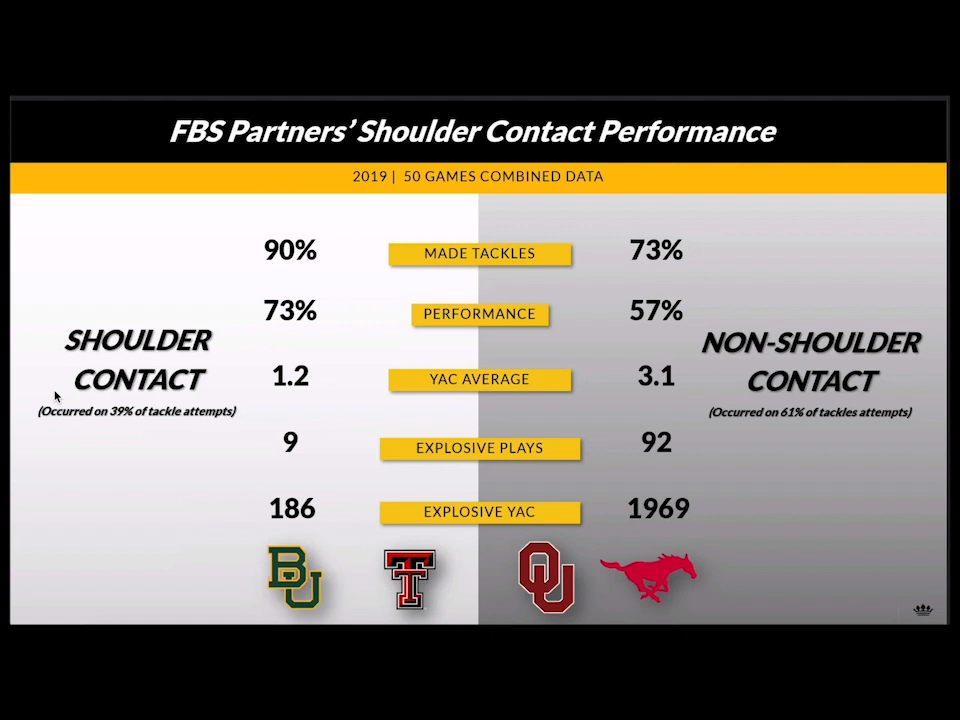 FBS Partners' Shoulder Contact Performance
2019 | 50 GAMES COMBINED DATA
90% MADE TACKLES 73%
73% PERFORMANCE 57%
SHOULDER
CONTACT
(Occurred on 39% of tackle attempts)
NON-SHOULDER
CONTACT
(Occurred on 61% of tackles attempts)
1.2 YAC AVERAGE 3.1
9 EXPLOSIVE PLAYS 92
186 EXPLOSIVE YAC 1969
BU
TT
OU